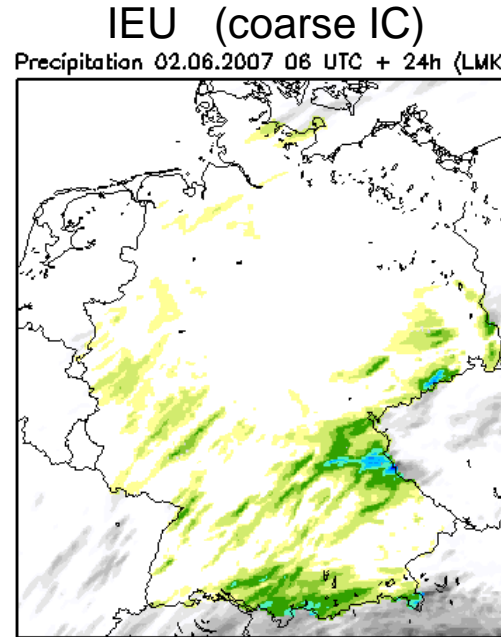 IEU (coarse IC)
Precipitation 02.06.2007 06 UTC + 24h (LMK